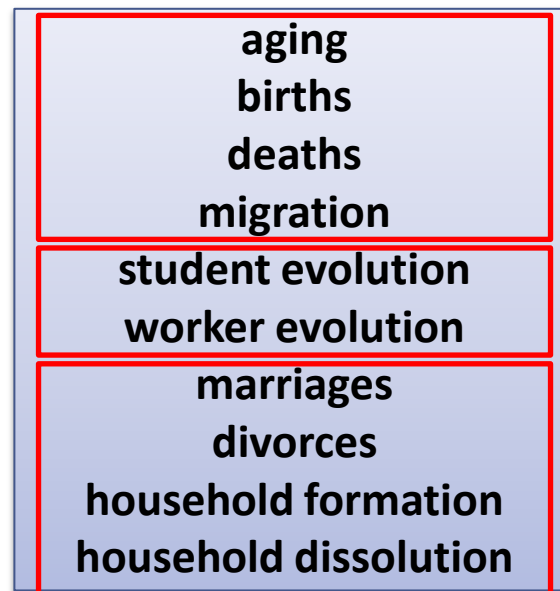 aging
births
deaths
migration
student evolution
worker evolution
marriages
divorces
household formation
household dissolution